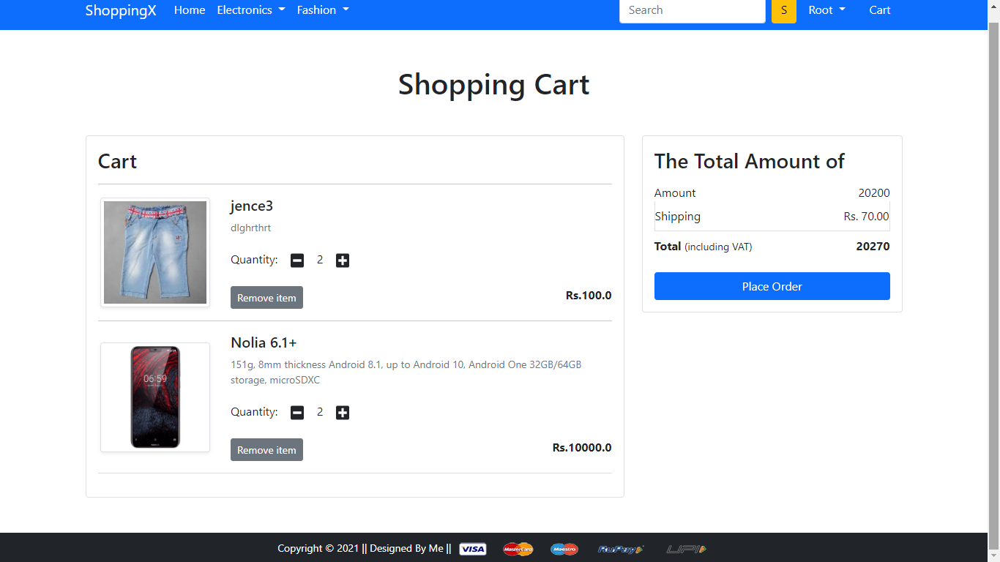 ShoppingX Home Electronics Fashion Search S Root Cart
Shopping Cart
Cart
jence3
dlghrthrt
Quantity: 2
Remove item Rs.100.0
Nolia 6.1+
151g, 8mm thickness Android 8.1, up to Android 10, Android One 32GB/64GB
storage, microSDXC
06:59
Quantity: 2
Remove item Rs.10000.0
The Total Amount of
Amount 20200
Shipping Rs. 70.00
Total (including VAT) 20270
Place Order
Copyright © 2021 || Designed By Me || VISA MasterCard Maestro RuPay UPI